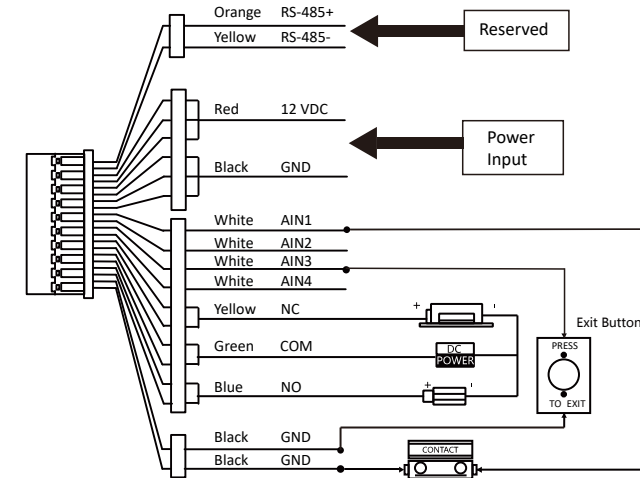 Orange RS-485+
Yellow RS-485-
Reserved
Red 12 VDC
Power
Input
Black GND
White AIN1
White AIN2
White AIN3
White AIN4
Yellow NC
+ -
Exit Button
Green COM
DC
POWER
PRESS
TO EXIT
Blue NO
+ -
Black GND
Black GND
CONTACT